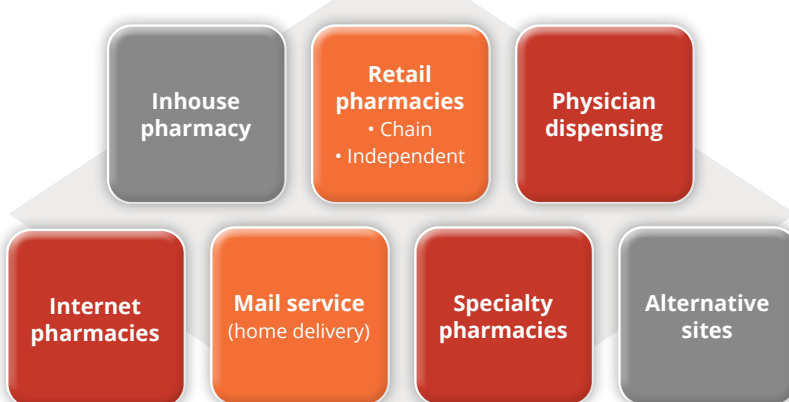 Inhouse
pharmacy
Retail
pharmacies
• Chain
• Independent
Physician
dispensing
Internet
pharmacies
Mail service
(home delivery)
Specialty
pharmacies
Alternative
sites